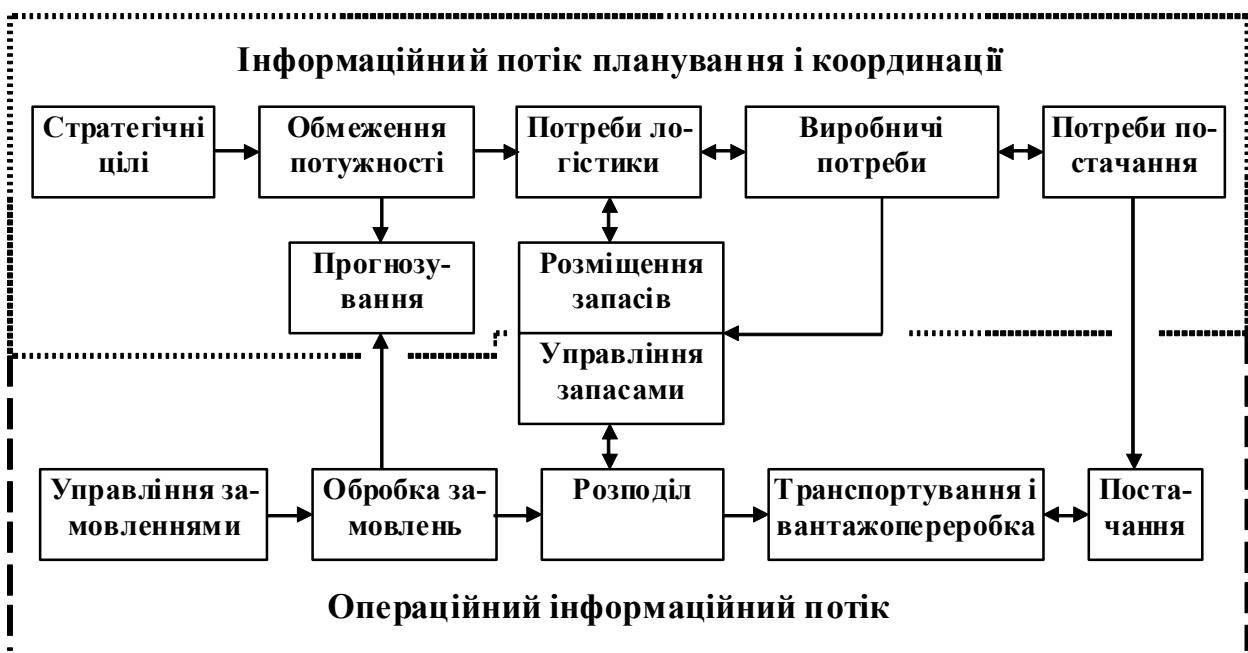 Інформаційний потік планування і координації
Стратегічні
цілі
Обмеження
потужності
Потреби ло-
гістики
Виробничі
потреби
Потреби по-
стачання
Прогнозу-
вання
Розміщення
запасів
Управління
запасами
Управління за-
мовленнями
Обробка за-
мовлень
Розподіл
Транспортування і
вантажопереробка
Поста-
чання
Операційний інформаційний потік